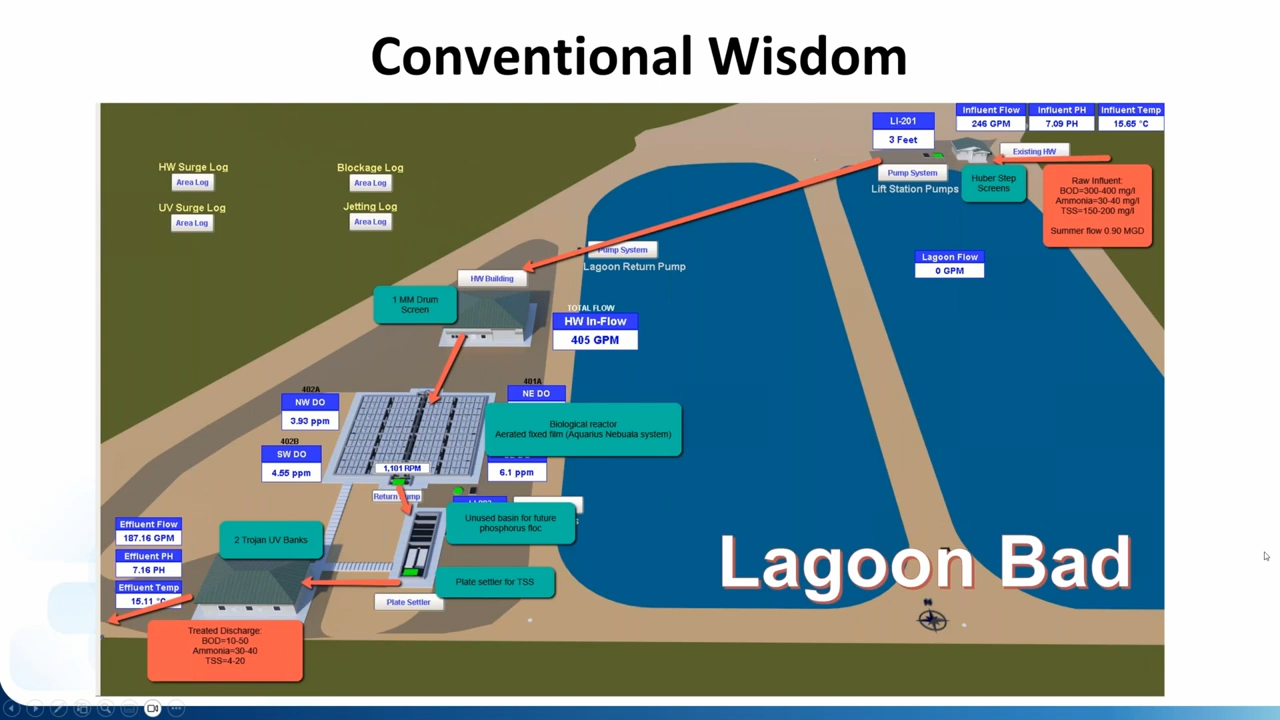 Conventional Wisdom
LI-201
3 Feet
Influent Flow
246 GPM
Influent PH
7.09 PH
Influent Temp
15.65 °C
Existing HW
Pump System
Lift Station Pumps
Huber Step
Screens
Raw Influent:
BOD=300-400 mg/l
Ammonia=30-40 mg/l
TSS=150-200 mg/l
Summer flow 0.90 MGD
HW Surge Log
Area Log
Blockage Log
Area Log
UV Surge Log
Area Log
Jetting Log
Area Log
Pump System
Lagoon Return Pump
Lagoon Flow
0 GPM
HW Building
1 MM Drum
Screen
TOTAL FLOW
HW In-Flow
405 GPM
402A
NW DO
3.93 ppm
401A
NE DO
Biological reactor
Aerated fixed film (Aquarius Nebuala system)
402B
SW DO
4.55 ppm
6.1 ppm
1,101 RPM
Return Pump
Unused basin for future
phosphorus floc
Effluent Flow
187.16 GPM
Effluent PH
7.16 PH
Effluent Temp
15.11 °C
2 Trojan UV Banks
Plate settler for TSS
Plate Settler
Lagoon Bad
N
Treated Discharge:
BOD=10-50
Ammonia=30-40
TSS=4-20